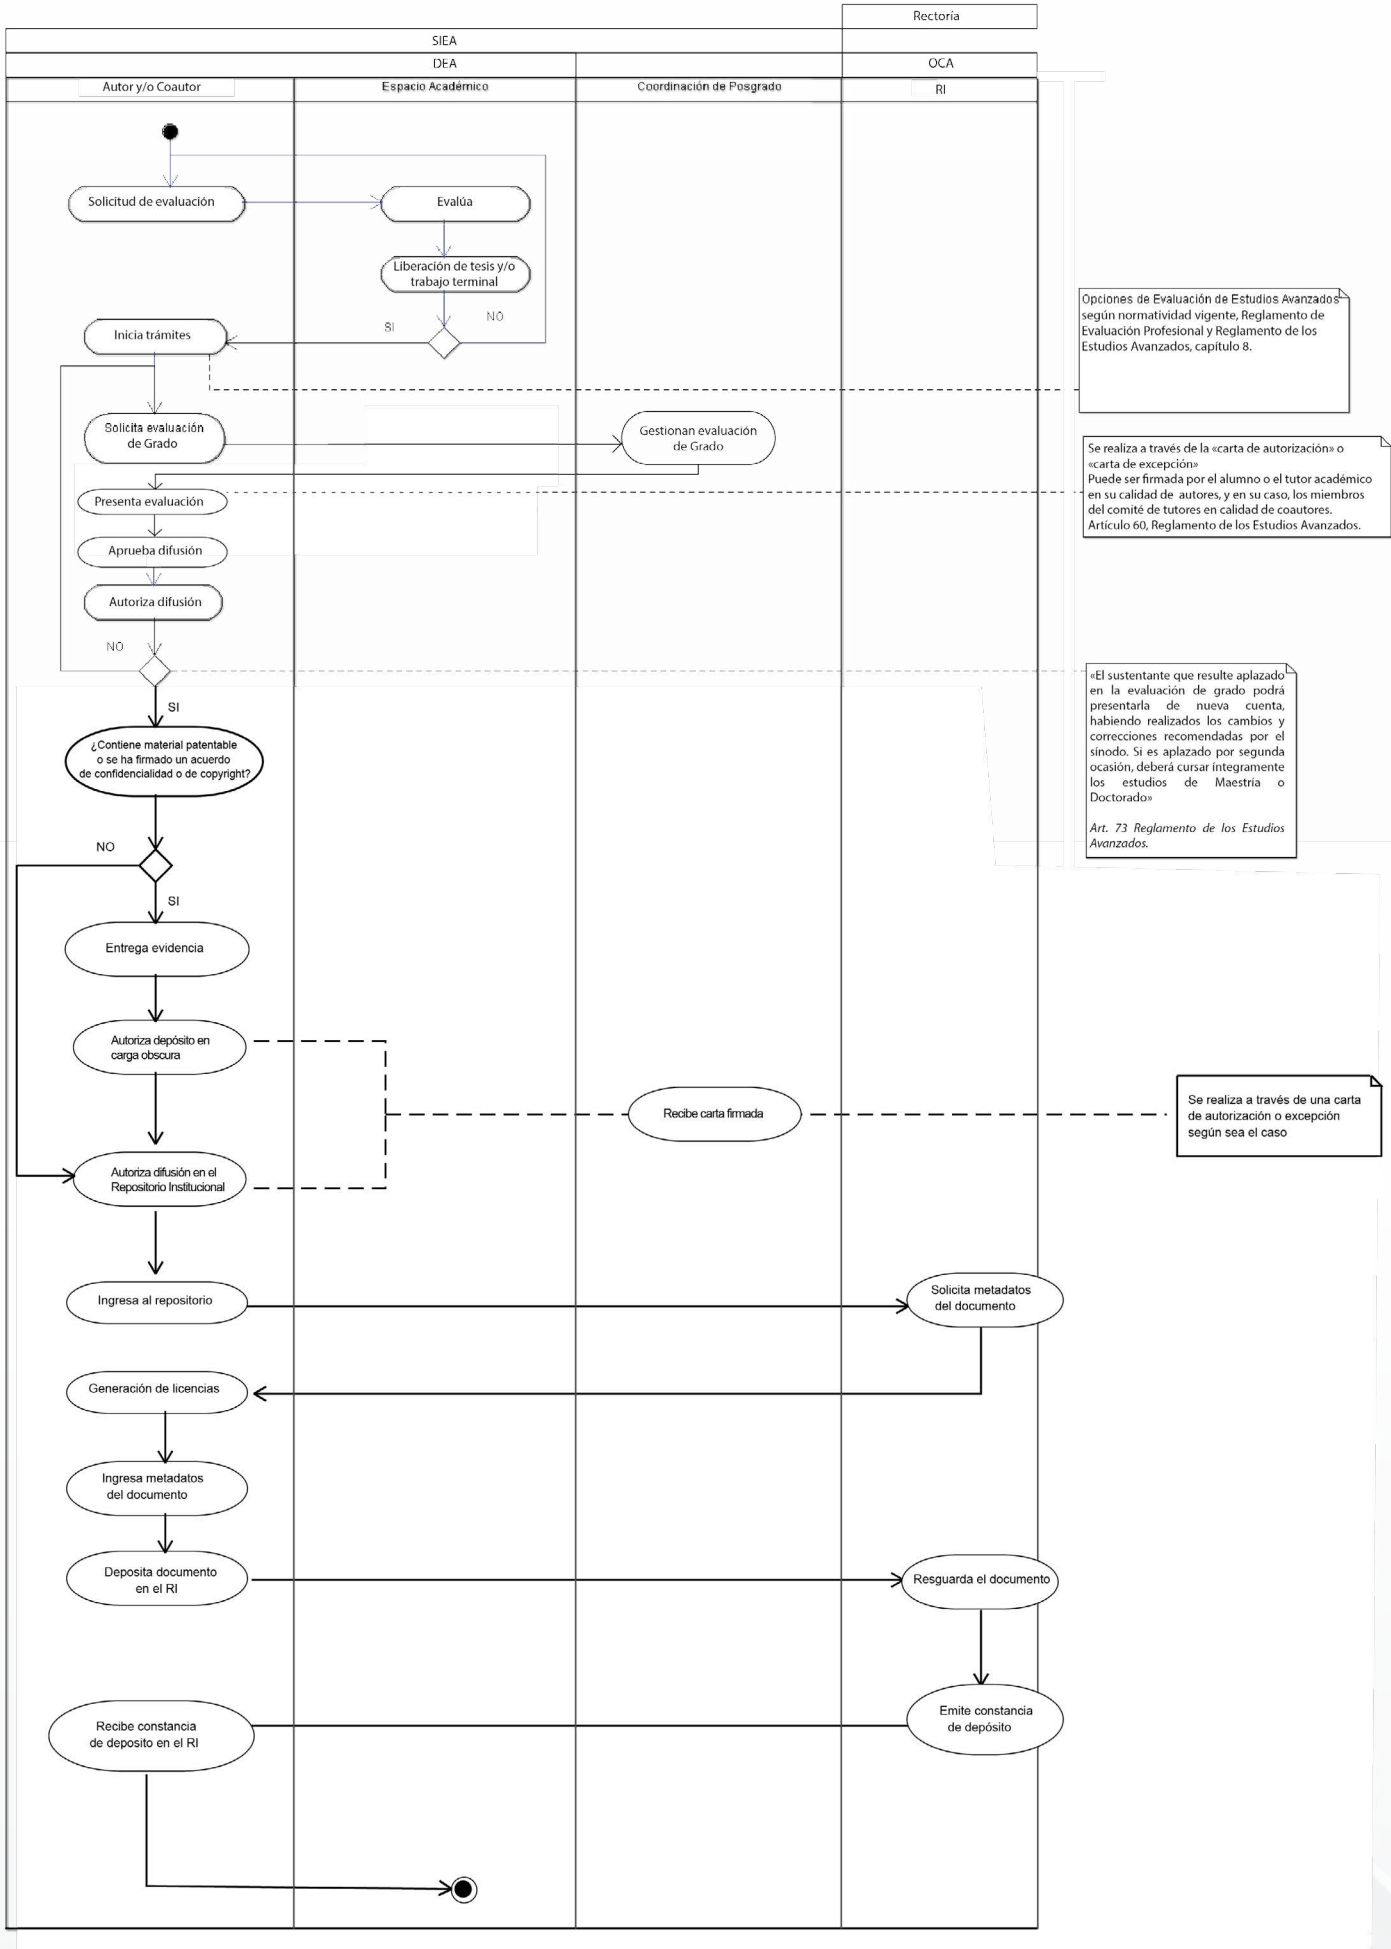 Rectoría
SIEA
DEA
OCA
Autor y/o Coautor
Espacio Académico
Coordinación de Posgrado
RI
Solicitud de evaluación
Evalúa
Liberación de tesis y/o
trabajo terminal
SI
NO
Inicia trámites
Opciones de Evaluación de Estudios Avanzados
según normatividad vigente, Reglamento de
Evaluación Profesional y Reglamento de los
Estudios Avanzados, capítulo 8.
Solicita evaluación
de Grado
Gestionan evaluación
de Grado
Se realiza a través de la «carta de autorización» o
«carta de excepción»
Puede ser firmada por el alumno o el tutor académico
en su calidad de autores, y en su caso, los miembros
del comité de tutores en calidad de coautores.
Artículo 60, Reglamento de los Estudios Avanzados.
Presenta evaluación
Aprueba difusión
Autoriza difusión
NO
SI
«El sustentante que resulte aplazado
en la evaluación de grado podrá
presentarla de nueva cuenta,
habiendo realizados los cambios y
correcciones recomendadas por el
sínodo. Si es aplazado por segunda
ocasión, deberá cursar íntegramente
los estudios de Maestría o
Doctorado»
Art. 73 Reglamento de los Estudios
Avanzados.
¿Contiene material patentable
o se ha firmado un acuerdo
de confidencialidad o de copyright?
NO
SI
Entrega evidencia
Autoriza depósito en
carga obscura
Recibe carta firmada
Se realiza a través de una carta
de autorización o excepción
según sea el caso
Autoriza difusión en el
Repositorio Institucional
Ingresa al repositorio
Solicita metadatos
del documento
Generación de licencias
Ingresa metadatos
del documento
Deposita documento
en el RI
Resguarda el documento
Emite constancia
de depósito
Recibe constancia
de deposito en el RI